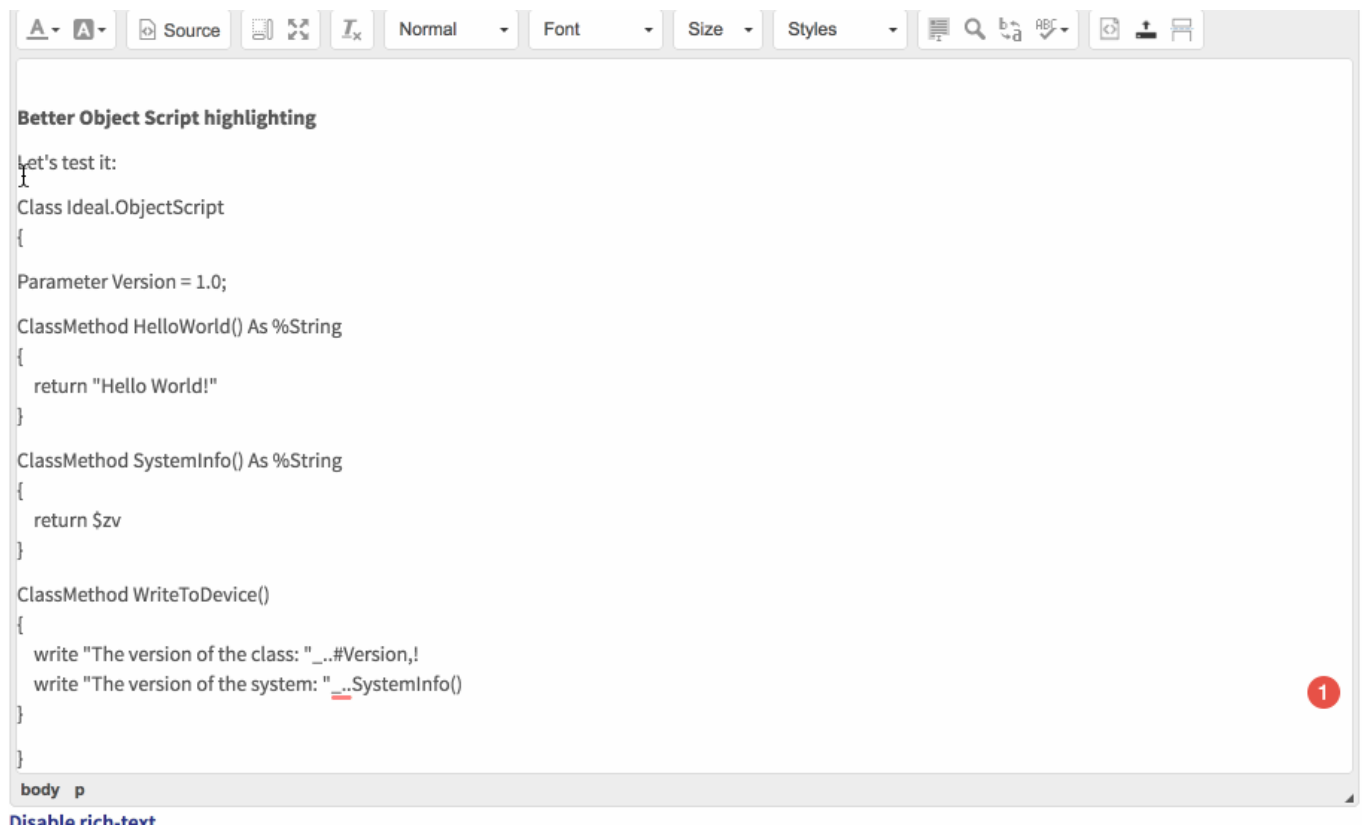 A A Source Normal Font Size Styles ABC
Better Object Script highlighting
Let's test it:
Class Ideal.ObjectScript
{
Parameter Version = 1.0;
ClassMethod HelloWorld() As %String
{
return "Hello World!"
}
ClassMethod SystemInfo() As %String
{
return $zv
}
ClassMethod WriteToDevice()
{
write "The version of the class: "_..#Version,!
write "The version of the system: "_..SystemInfo()
1
}
}
body p
Disable rich-text